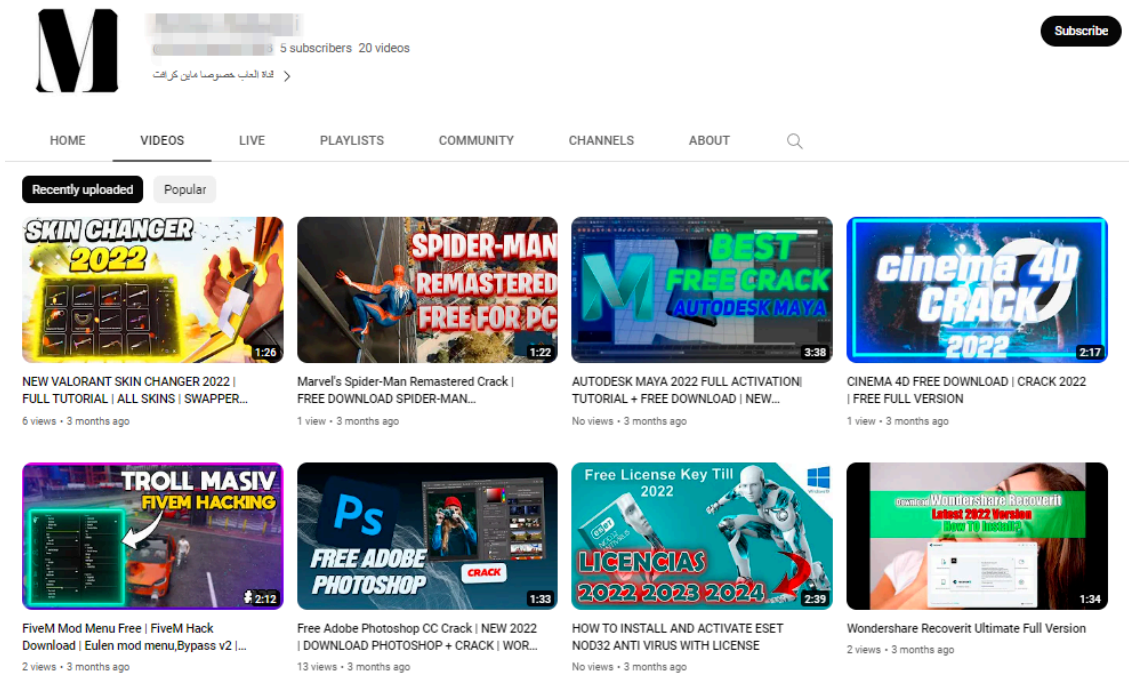 M
5 subscribers 20 videos
قناة العاب خصوصا ماين كرافت
Subscribe
HOME VIDEOS LIVE PLAYLISTS COMMUNITY CHANNELS ABOUT
Recently uploaded Popular
SKIN CHANGER
2022
1:26
SPIDER-MAN
REMASTERED
FREE FOR PC
1:22
BEST
FREE CRACK
AUTODESK MAYA
3:38
cinema 4D
CRACK
2022
2:17
NEW VALORANT SKIN CHANGER 2022 |
FULL TUTORIAL | ALL SKINS | SWAPPER...
6 views • 3 months ago
Marvel's Spider-Man Remastered Crack |
FREE DOWNLOAD SPIDER-MAN...
1 view • 3 months ago
AUTODESK MAYA 2022 FULL ACTIVATION|
TUTORIAL + FREE DOWNLOAD | NEW...
No views • 3 months ago
CINEMA 4D FREE DOWNLOAD | CRACK 2022
| FREE FULL VERSION
1 view • 3 months ago
TROLL MASIV
FIVEM HACKING
2:12
Ps
FREE ADOBE
PHOTOSHOP
CRACK
1:33
Free License Key Till
2022
eset
LICENCIAS
2022 2023 2024
2:39
Download Wondershare Recoverit
Latest 2022 Version
How TO Install?
1:34
FiveM Mod Menu Free | FiveM Hack
Download | Eulen mod menu,Bypass v2 |...
2 views • 3 months ago
Free Adobe Photoshop CC Crack | NEW 2022
| DOWNLOAD PHOTOSHOP + CRACK | WOR...
13 views • 3 months ago
HOW TO INSTALL AND ACTIVATE ESET
NOD32 ANTI VIRUS WITH LICENSE
No views • 3 months ago
Wondershare Recoverit Ultimate Full Version
2 views • 3 months ago